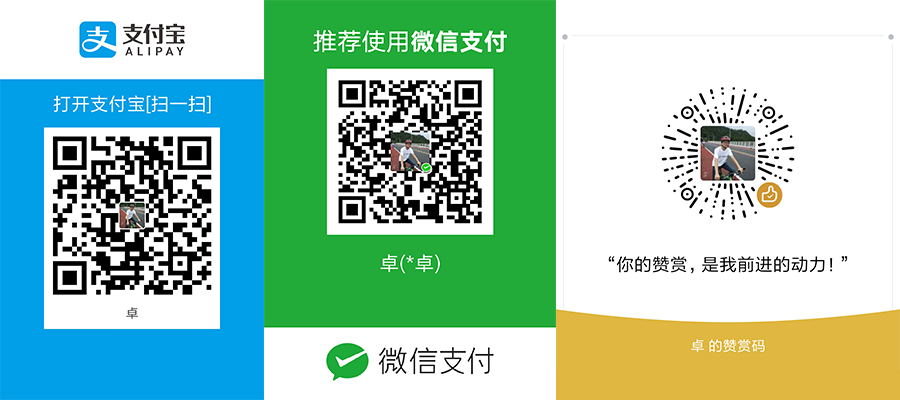 支付宝
ALIPAY
打开支付宝[扫一扫]
卓
推荐使用微信支付
卓(*卓)
微信支付
“你的赞赏，是我前进的动力！”
卓 的赞赏码